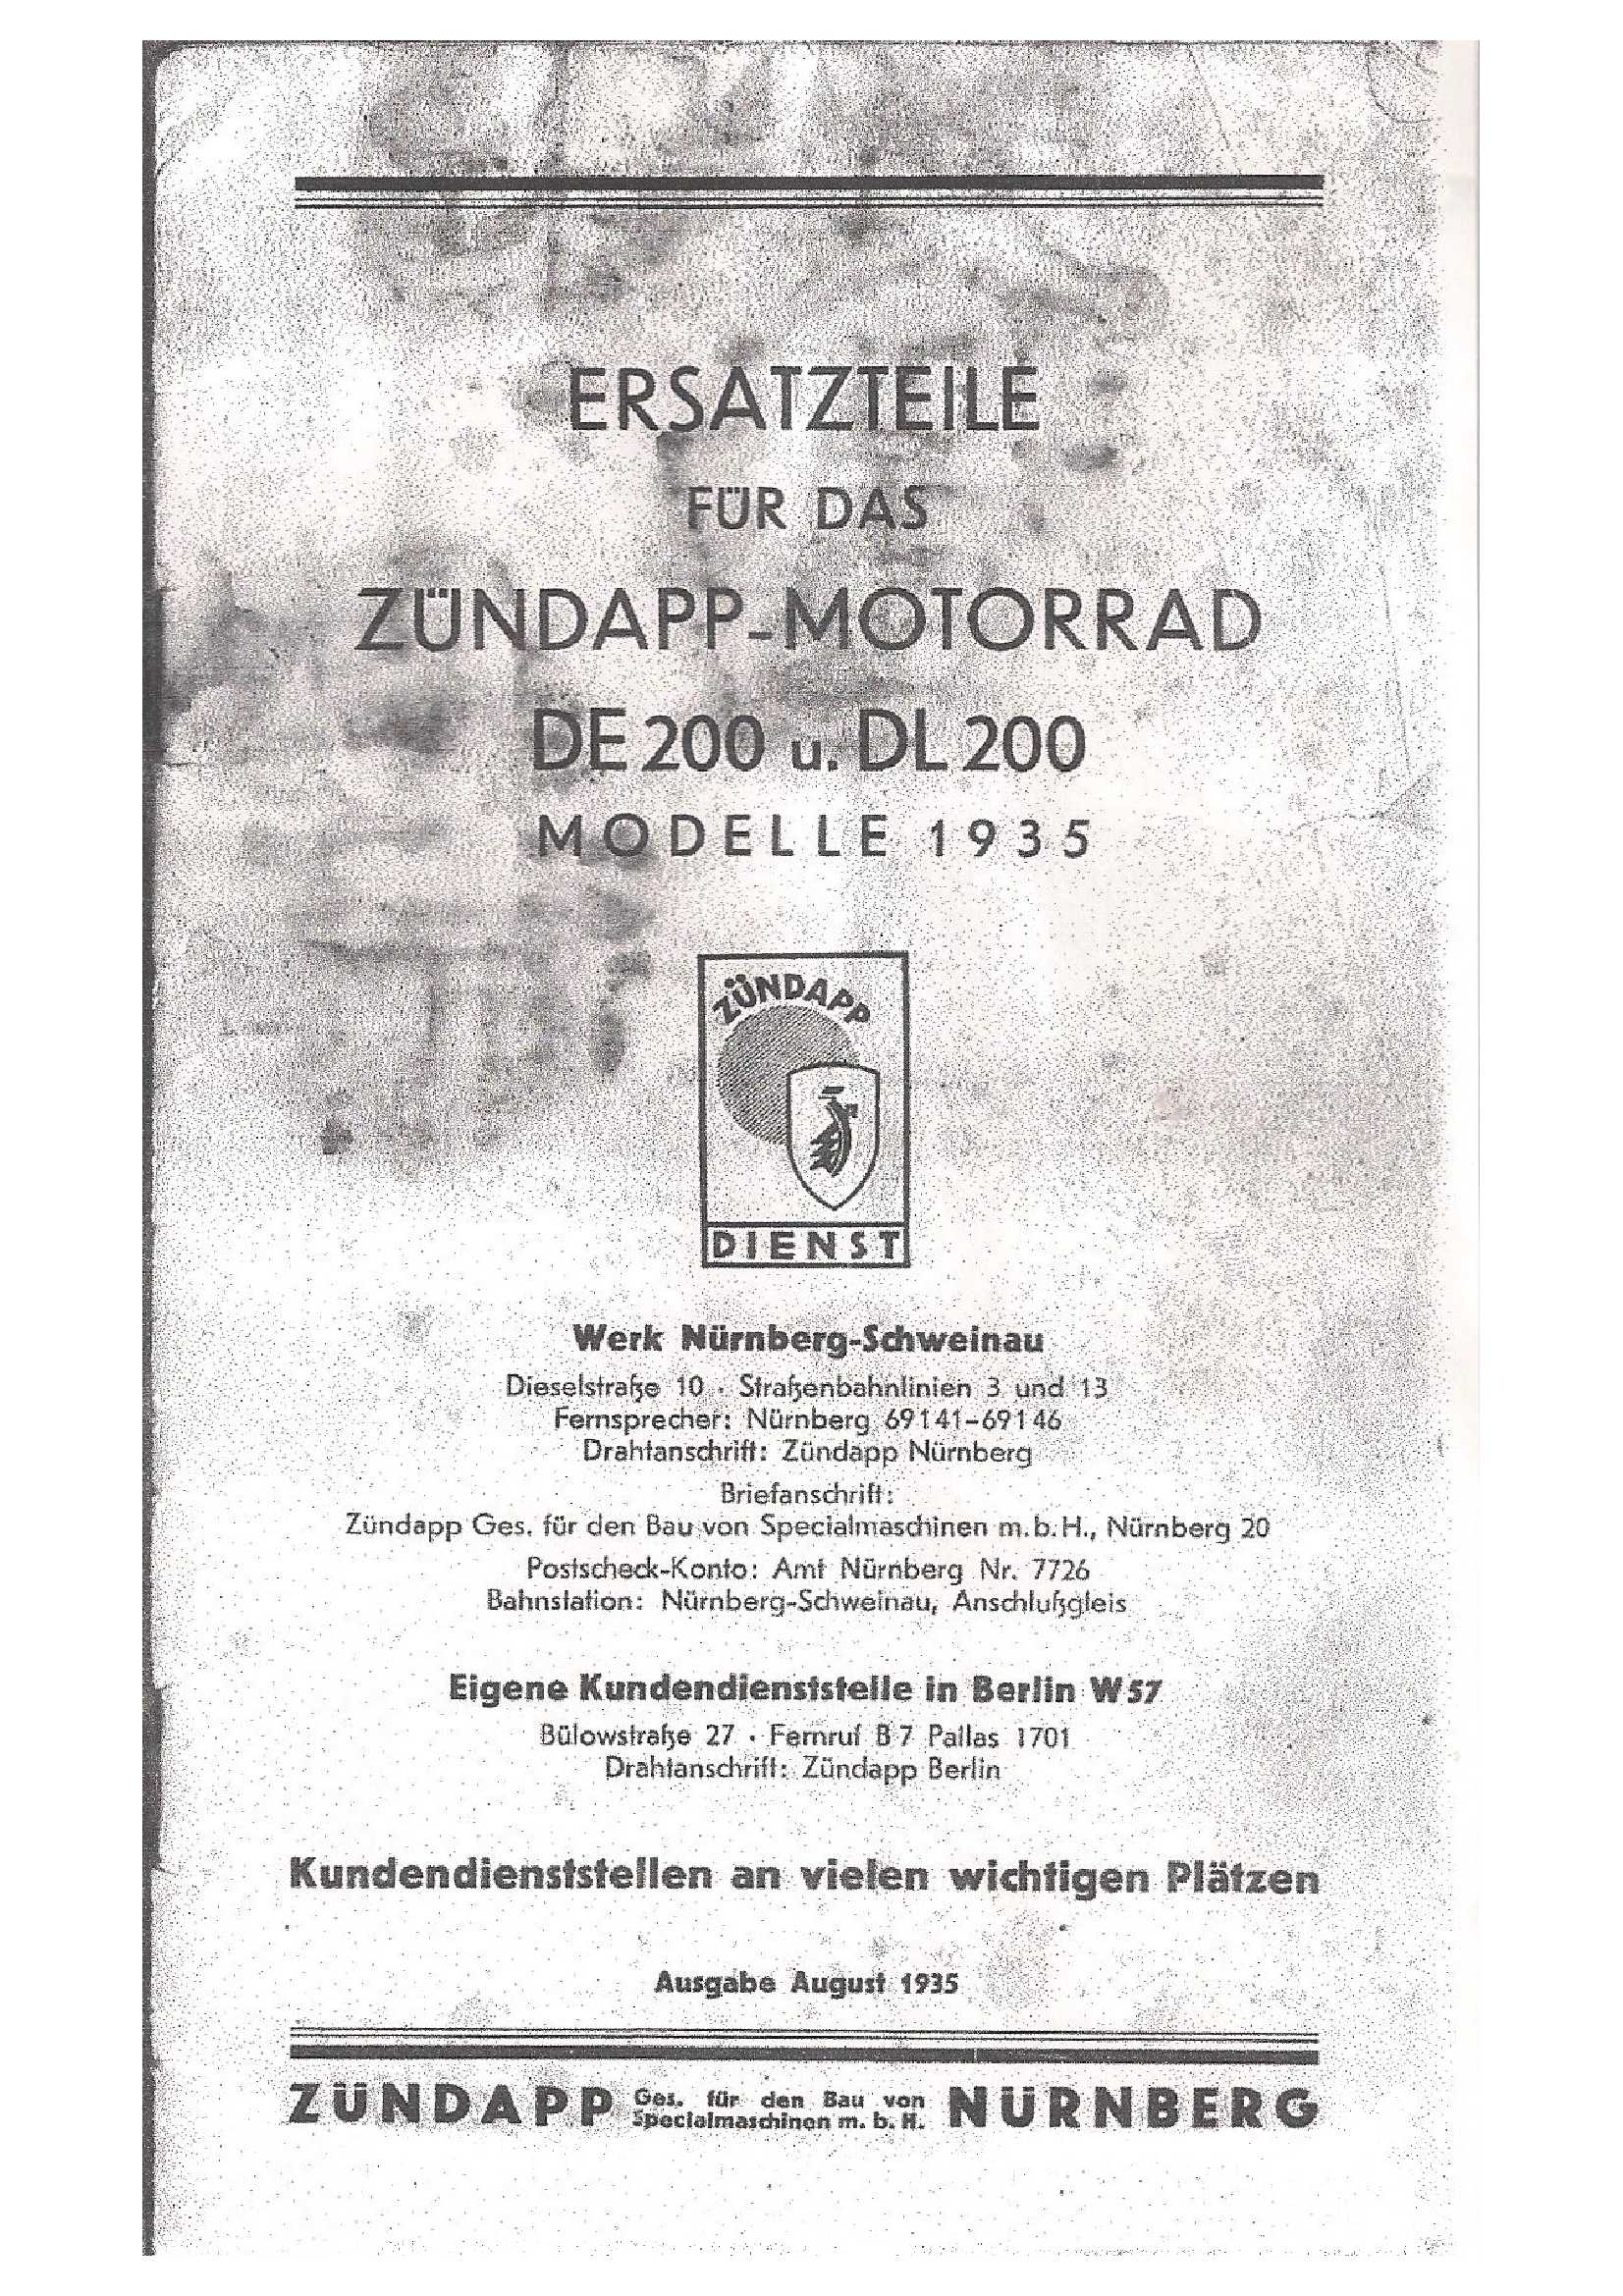 ERSATZTEILE
FÜR DAS
ZÜNDAPP-MOTORRAD
DE 200 u. DL 200
MODELLE 1935
ZÜNDAPP
DIENST
Werk Nürnberg-Schweinau
Dieselstraße 10 · Straßenbahnlinien 3 und 13
Fernsprecher: Nürnberg 69141–69146
Drahtanschrift: Zündapp Nürnberg
Briefanschrift:
Zündapp Ges. für den Bau von Specialmaschinen m.b.H., Nürnberg 20
Postscheck-Konto: Amt Nürnberg Nr. 7726
Bahnstation: Nürnberg-Schweinau, Anschlußgleis
Eigene Kundendienststelle in Berlin W 57
Bülowstraße 27 · Fernruf B 7 Pallas 1701
Drahtanschrift: Zündapp Berlin
Kundendienststellen an vielen wichtigen Plätzen
Ausgabe August 1935
ZÜNDAPP Ges. für den Bau von Specialmaschinen m. b. H. NÜRNBERG